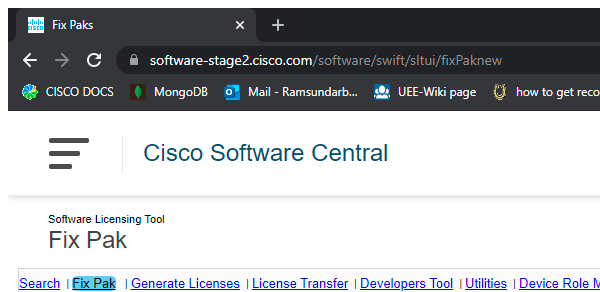 Fix Paks
software-stage2.cisco.com/software/swift/sltui/fixPaknew
CISCO DOCS MongoDB Mail - Ramsundarb... UEE-Wiki page how to get reco
Cisco Software Central
Software Licensing Tool
Fix Pak
Search | Fix Pak | Generate Licenses | License Transfer | Developers Tool | Utilities | Device Role M